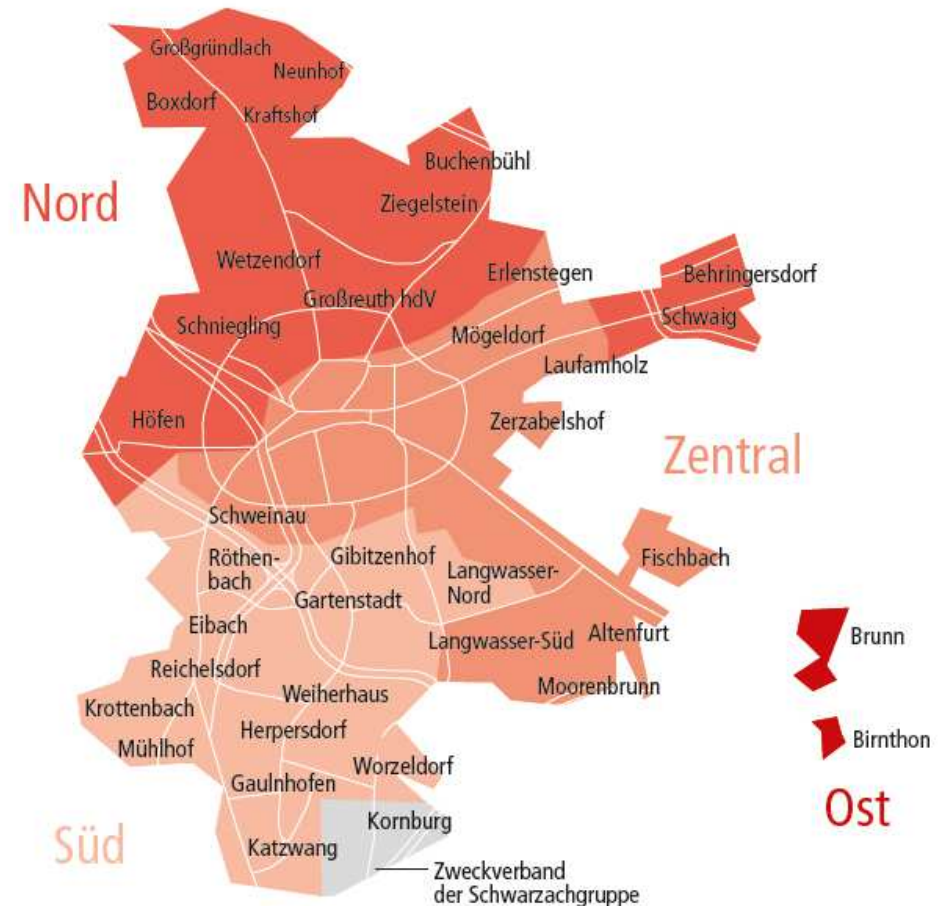 Großgründlach
Neunhof
Boxdorf
Kraftshof
Buchenbühl
Nord
Ziegelstein
Wetzendorf
Erlenstegen
Behringersdorf
Großreuth hdV
Schniegling
Mögeldorf
Schwaig
Laufamholz
Höfen
Zerzabelshof
Zentral
Schweinau
Röthen-
bach
Gibitzenhof
Langwasser-
Nord
Fischbach
Gartenstadt
Eibach
Langwasser-Süd
Altenfurt
Brunn
Reichelsdorf
Weiherhaus
Moorenbrunn
Krottenbach
Herpersdorf
Mühlhof
Birnthon
Worzeldorf
Gaulnhofen
Ost
Kornburg
Süd
Katzwang
Zweckverband
der Schwarzachgruppe